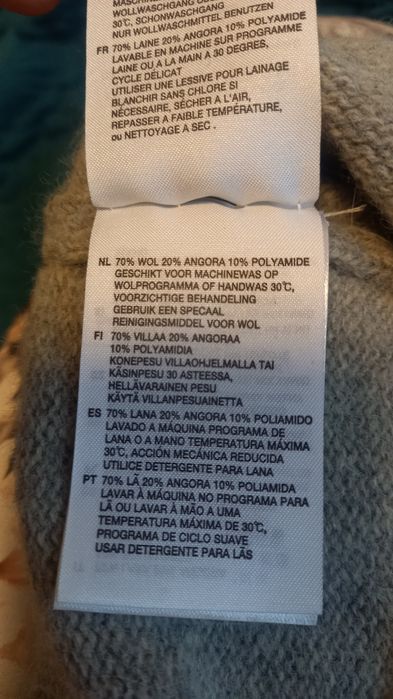 WOLLWASCHGANG
30°C, SCHONWASCHGANG
NUR WOLLWASCHMITTEL BENUTZEN
FR 70% LAINE 20% ANGORA 10% POLYAMIDE
LAVABLE EN MACHINE SUR PROGRAMME
LAINE OU A LA MAIN A 30 DEGRES,
CYCLE DÉLICAT
UTILISER UNE LESSIVE POUR LAINAGE
BLANCHIR SANS CHLORE SI
NÉCESSAIRE, SÉCHER A L'AIR,
REPASSER A FAIBLE TEMPÉRATURE,
ou NETTOYAGE A SEC .
NL 70% WOL 20% ANGORA 10% POLYAMIDE
GESCHIKT VOOR MACHINEWAS OP
WOLPROGRAMMA OF HANDWAS 30°C,
VOORZICHTIGE BEHANDELING
GEBRUIK EEN SPECAAL
REINIGINGSMIDDEL VOOR WOL
FI 70% VILLAA 20% ANGORAA
10% POLYAMIDIA
KONEPESU VILLAOHJELMALLA TAI
KÄSINPESU 30 ASTEESSA,
HELLÄVARAINEN PESU
KÄYTÄ VILLANPESUAINETTA
ES 70% LANA 20% ANGORA 10% POLIAMIDO
LAVADO A MÁQUINA PROGRAMA DE
LANA O A MANO TEMPERATURA MÁXIMA
30°C, ACCIÓN MECÁNICA REDUCIDA
UTILICE DETERGENTE PARA LANA
PT 70% LÃ 20% ANGORA 10% POLIAMIDA
LAVAR À MÁQUINA NO PROGRAMA PARA
LÃ OU LAVAR À MÃO A UMA
TEMPERATURA MÁXIMA DE 30°C,
PROGRAMA DE CICLO SUAVE
USAR DETERGENTE PARA LÃS